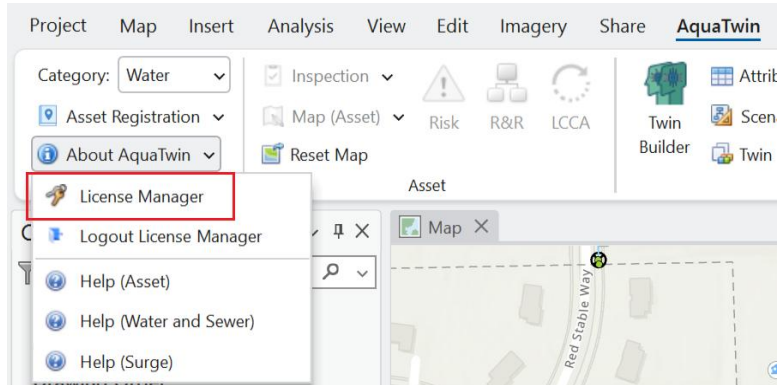 Project Map Insert Analysis View Edit Imagery Share AquaTwin
Category: Water
Inspection
Asset Registration
Map (Asset)
Risk R&R LCCA
Twin Builder
About AquaTwin
Reset Map
Twin
Asset
License Manager
Logout License Manager
Map
Help (Asset)
Help (Water and Sewer)
Help (Surge)
Red Stable Way